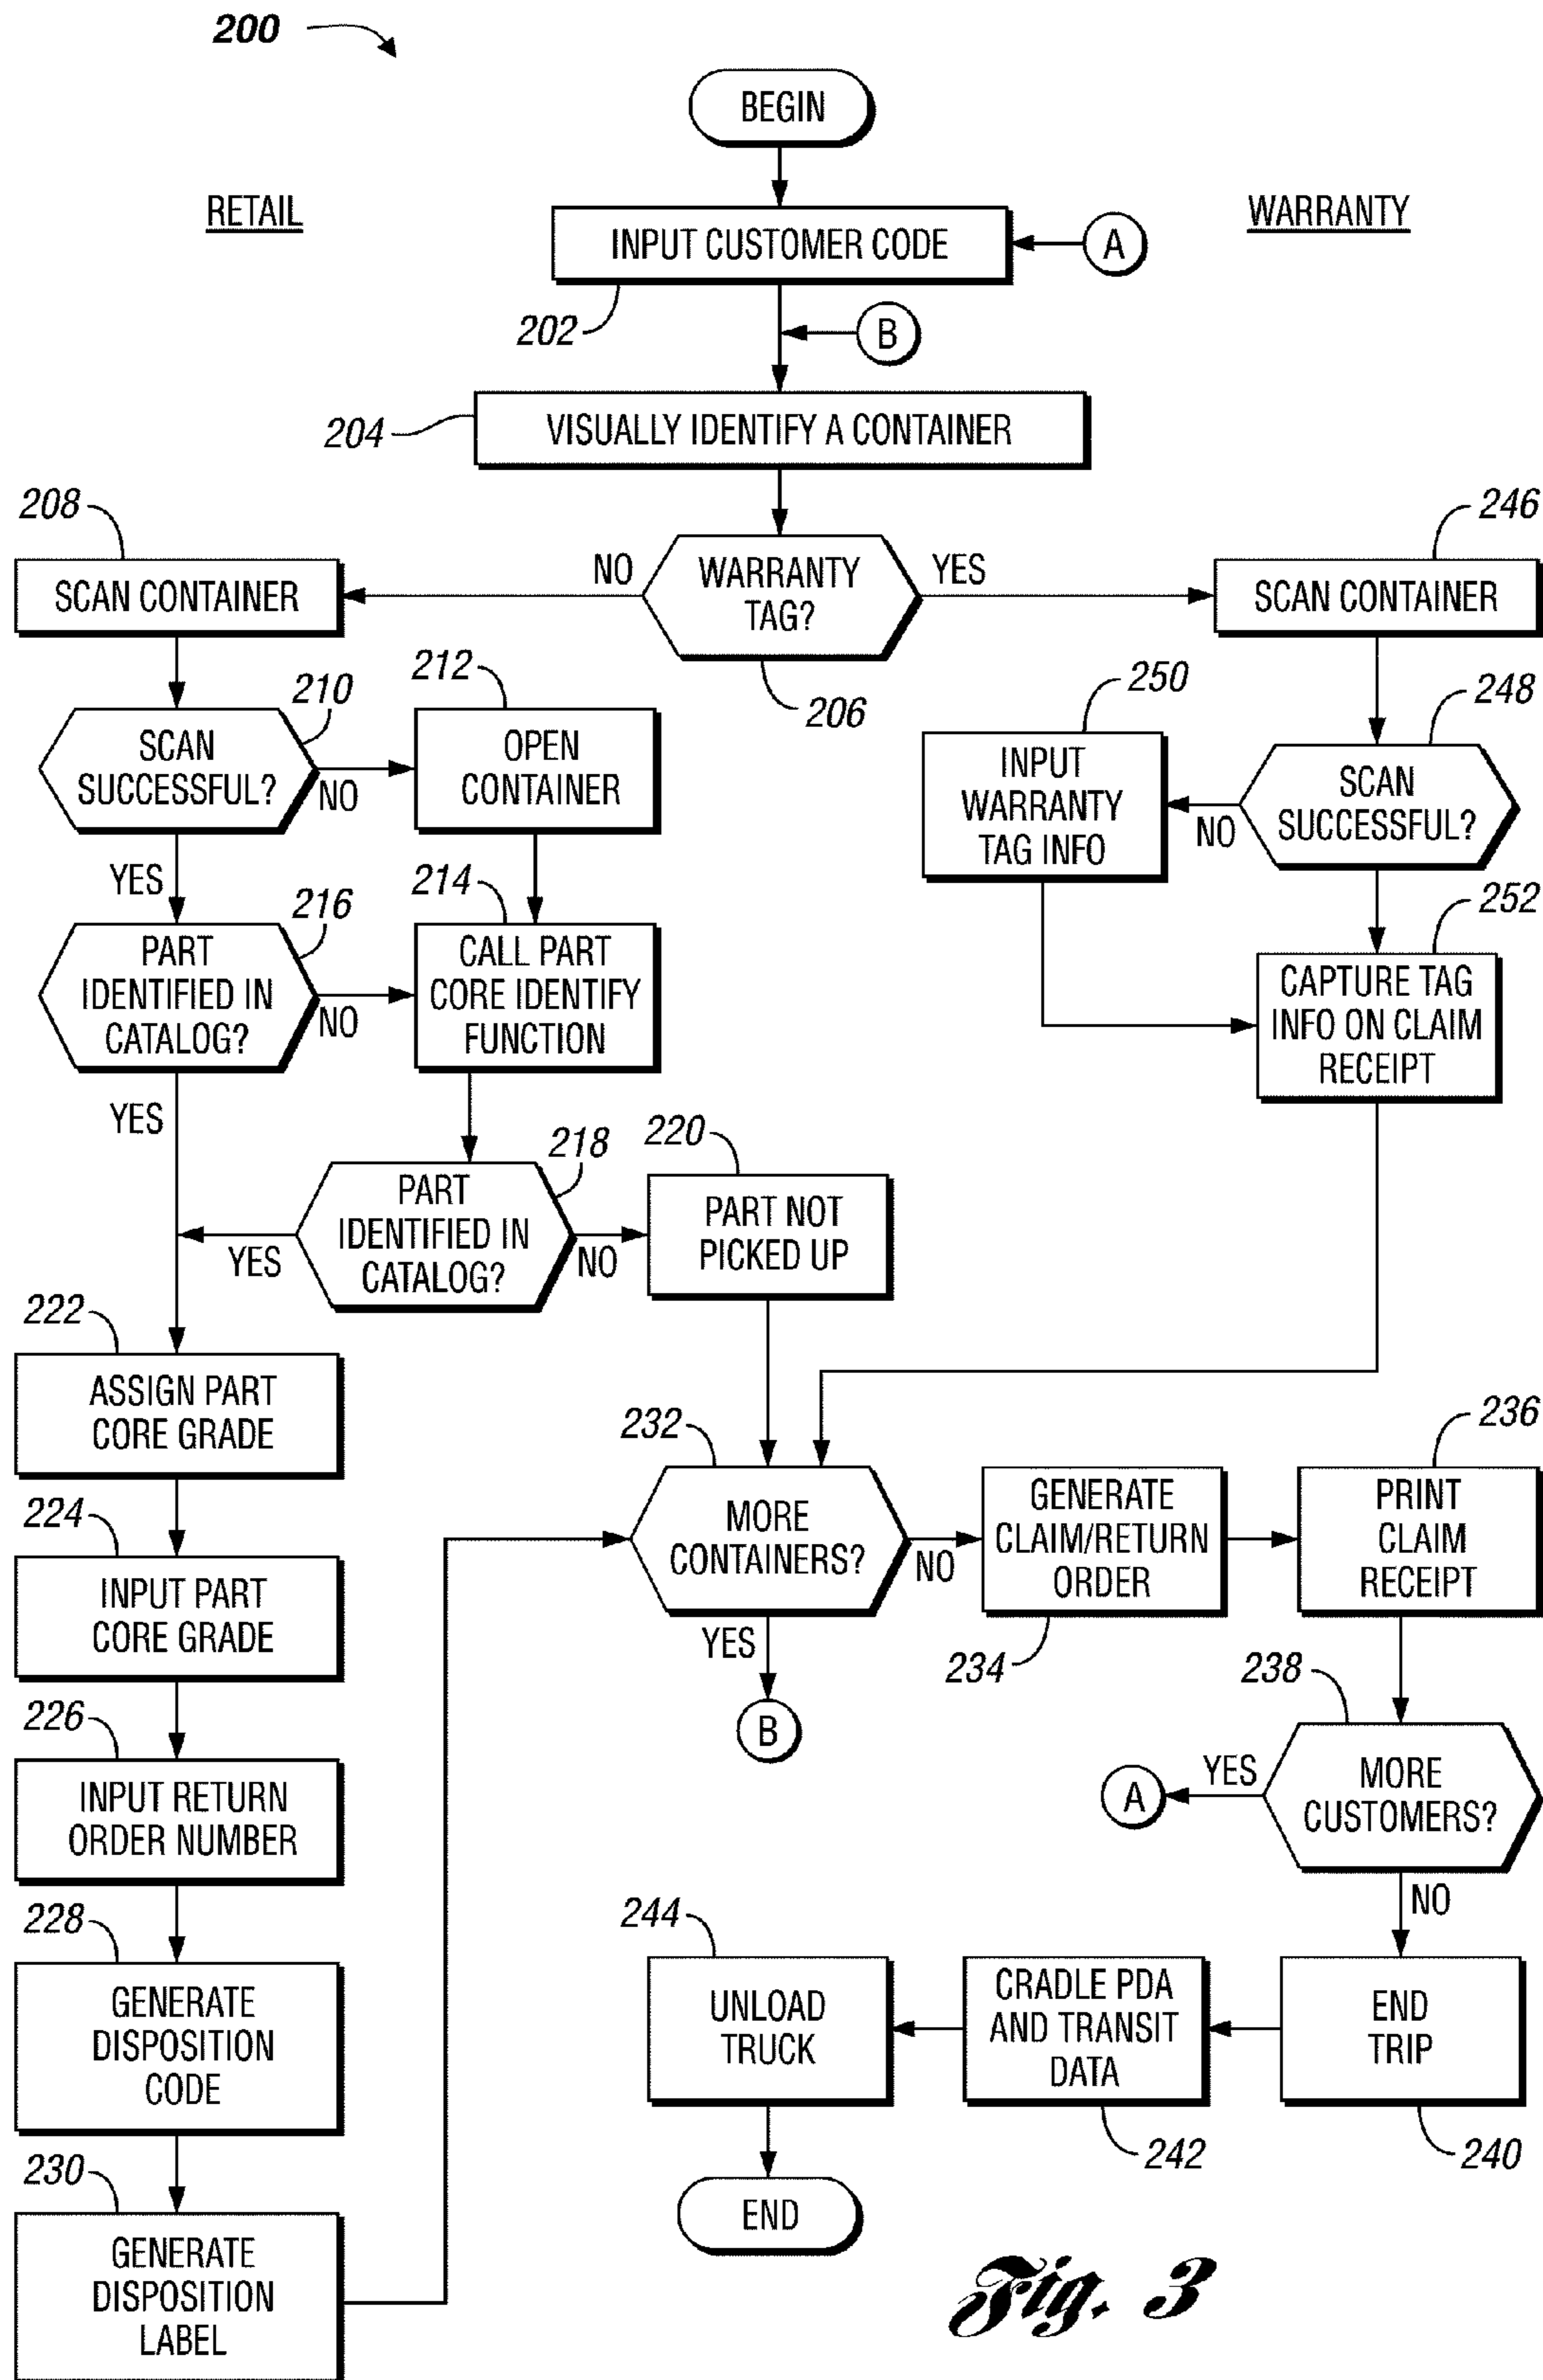 200
BEGIN
RETAIL
WARRANTY
INPUT CUSTOMER CODE
A
202
B
204
VISUALLY IDENTIFY A CONTAINER
208
246
SCAN CONTAINER
NO
WARRANTY
TAG?
YES
SCAN CONTAINER
206
210
212
250
248
SCAN
SUCCESSFUL?
NO
OPEN
CONTAINER
INPUT
WARRANTY
TAG INFO
NO
SCAN
SUCCESSFUL?
YES
216
214
252
PART
IDENTIFIED IN
CATALOG?
NO
CALL PART
CORE IDENTIFY
FUNCTION
CAPTURE TAG
INFO ON CLAIM
RECEIPT
YES
218
220
YES
PART
IDENTIFIED IN
CATALOG?
NO
PART NOT
PICKED UP
222
ASSIGN PART
CORE GRADE
232
236
MORE
CONTAINERS?
NO
GENERATE
CLAIM/RETURN
ORDER
PRINT
CLAIM
RECEIPT
224
INPUT PART
CORE GRADE
YES
234
238
B
226
INPUT RETURN
ORDER NUMBER
A
YES
MORE
CUSTOMERS?
NO
228
244
GENERATE
DISPOSITION
CODE
UNLOAD
TRUCK
CRADLE PDA
AND TRANSIT
DATA
END
TRIP
242
240
230
GENERATE
DISPOSITION
LABEL
END
Fig. 3